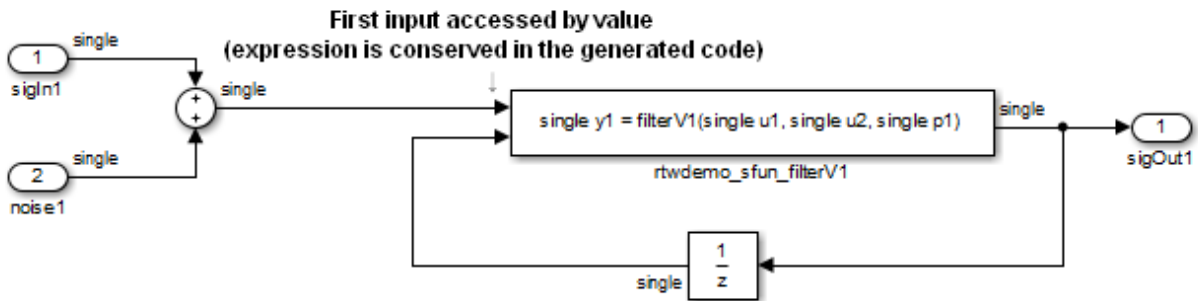 First input accessed by value
(expression is conserved in the generated code)
single
1
sigIn1
+
+
single
single
2
noise1
single y1 = filterV1(single u1, single u2, single p1)
rtwdemo_sfun_filterV1
single
1
sigOut1
single
1
z